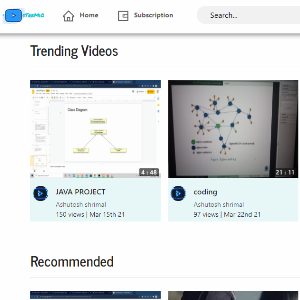 Home
Subscription
Search...
Trending Videos
Class Diagram
4:48
21:11
JAVA PROJECT
Ashutosh shrimal
150 views | Mar 15th 21
coding
Ashutosh shrimal
97 views | Mar 22nd 21
Recommended